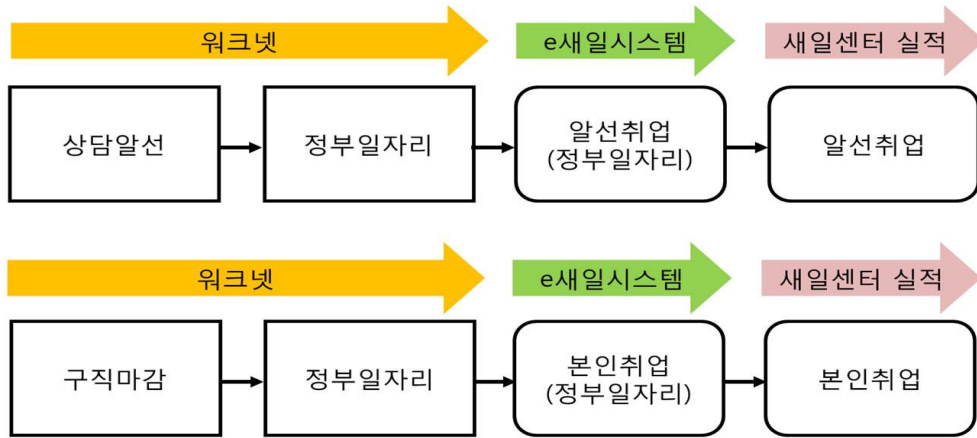 워크넷
e새일시스템
새일센터 실적
상담알선
정부일자리
알선취업
(정부일자리)
알선취업
워크넷
e새일시스템
새일센터 실적
구직마감
정부일자리
본인취업
(정부일자리)
본인취업